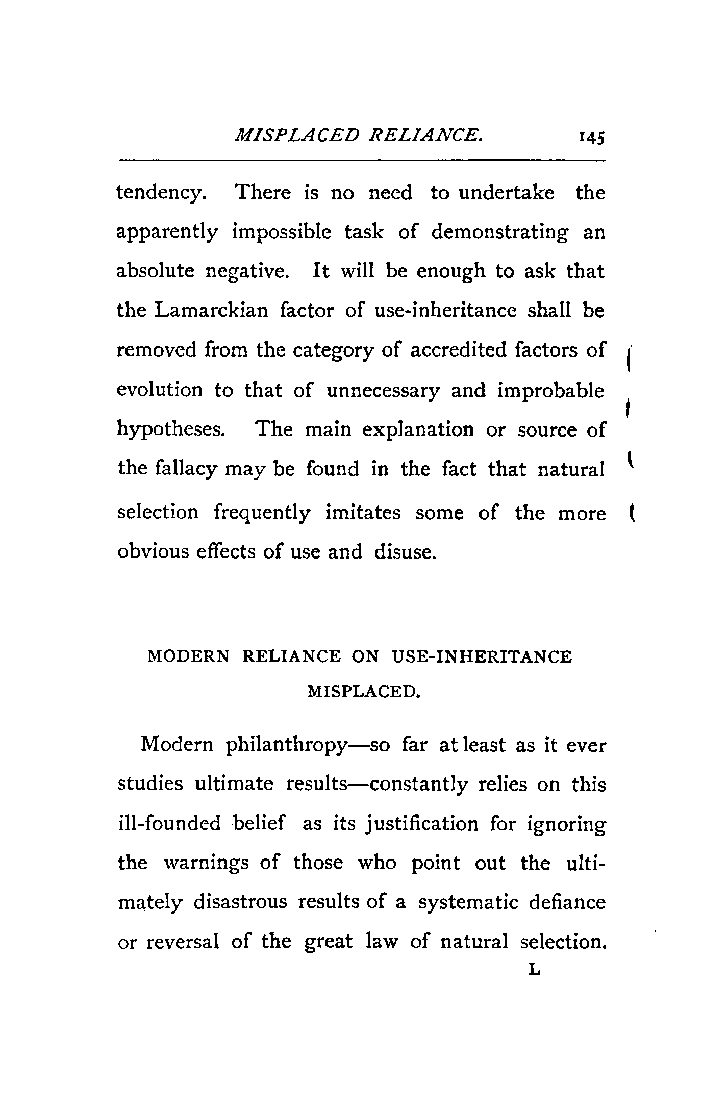 MISPLACED RELIANCE. 145
tendency. There is no need to undertake the
apparently impossible task of demonstrating an
absolute negative. It will be enough to ask that
the Lamarckian factor of use-inheritance shall be
removed from the category of accredited factors of
evolution to that of unnecessary and improbable
hypotheses. The main explanation or source of
the fallacy may be found in the fact that natural
selection frequently imitates some of the more
obvious effects of use and disuse.
MODERN RELIANCE ON USE-INHERITANCE
MISPLACED.
Modern philanthropy—so far at least as it ever
studies ultimate results—constantly relies on this
ill-founded belief as its justification for ignoring
the warnings of those who point out the ulti-
mately disastrous results of a systematic defiance
or reversal of the great law of natural selection.
L